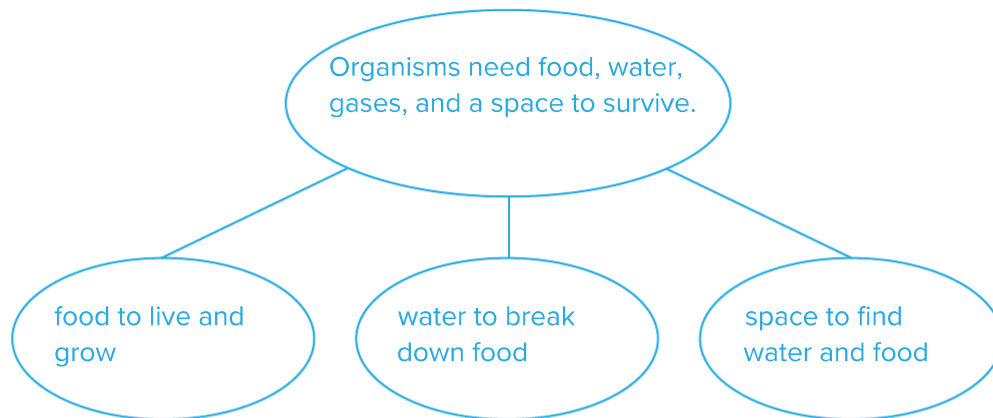 Organisms need food, water,
gases, and a space to survive.
food to live and
grow
water to break
down food
space to find
water and food